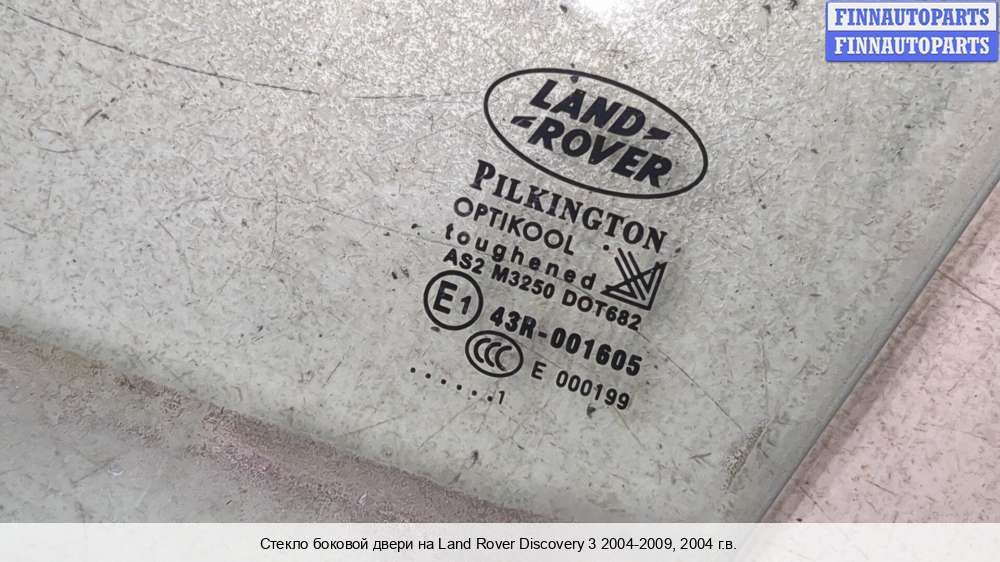 FINNAUTOPARTS
FINNAUTOPARTS
LAND
ROVER
PILKINGTON
OPTIKOOL
toughened
AS2 M3250 DOT682
E1 43R-001605
CCC E 000199
......1
Стекло боковой двери на Land Rover Discovery 3 2004-2009, 2004 г.в.